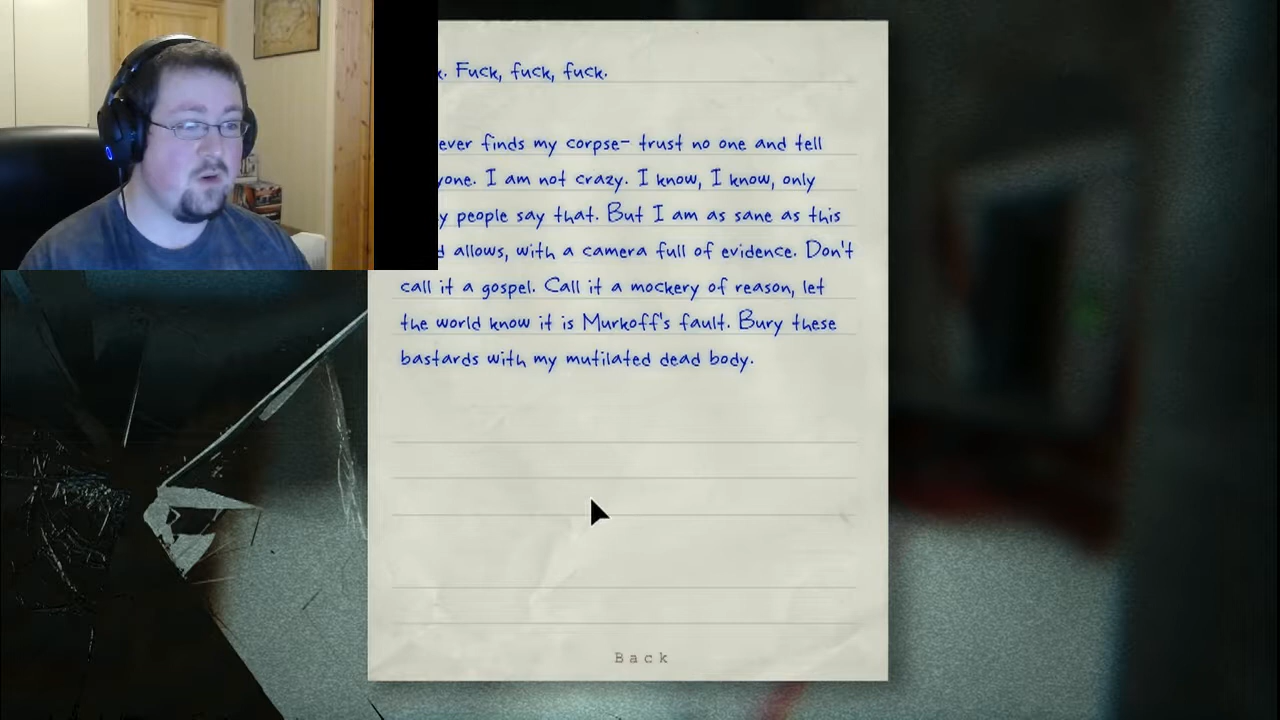 Fuck, fuck, fuck.
finds my corpse- trust no one and tell
I am not crazy. I know, I know, only
people say that. But I am as sane as this
allows, with a camera full of evidence. Don't
call it a gospel. Call it a mockery of reason, let
the world know it is Murkoff's fault. Bury these
bastards with my mutilated dead body.
Back